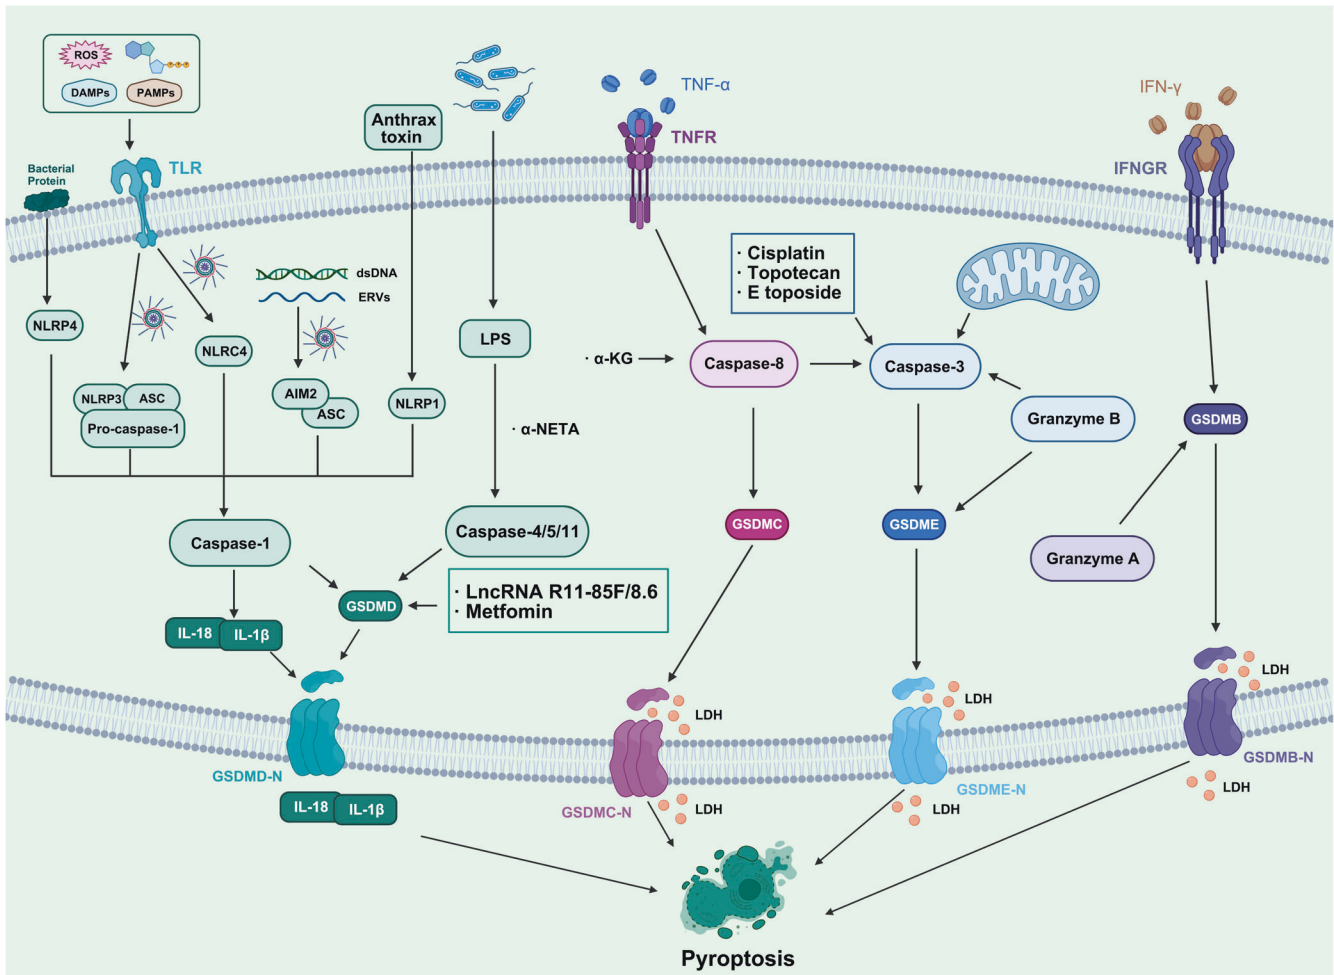 ROS
DAMPs
PAMPs
P
P
P
Bacterial
Protein
TLR
Anthrax
toxin
TNF-α
TNFR
IFN-γ
IFNGR
dsDNA
ERVs
NLRP4
NLRC4
LPS
· Cisplatin
· Topotecan
· E toposide
· α-KG
Caspase-8
Caspase-3
NLRP3
ASC
Pro-caspase-1
AIM2
ASC
NLRP1
· α-NETA
Granzyme B
GSDMB
Caspase-1
Caspase-4/5/11
GSDMC
GSDME
Granzyme A
GSDMD
· LncRNA R11-85F/8.6
· Metfomin
IL-18
IL-1β
LDH
LDH
LDH
GSDMD-N
GSDMC-N
GSDME-N
GSDMB-N
IL-18
IL-1β
LDH
LDH
LDH
Pyroptosis